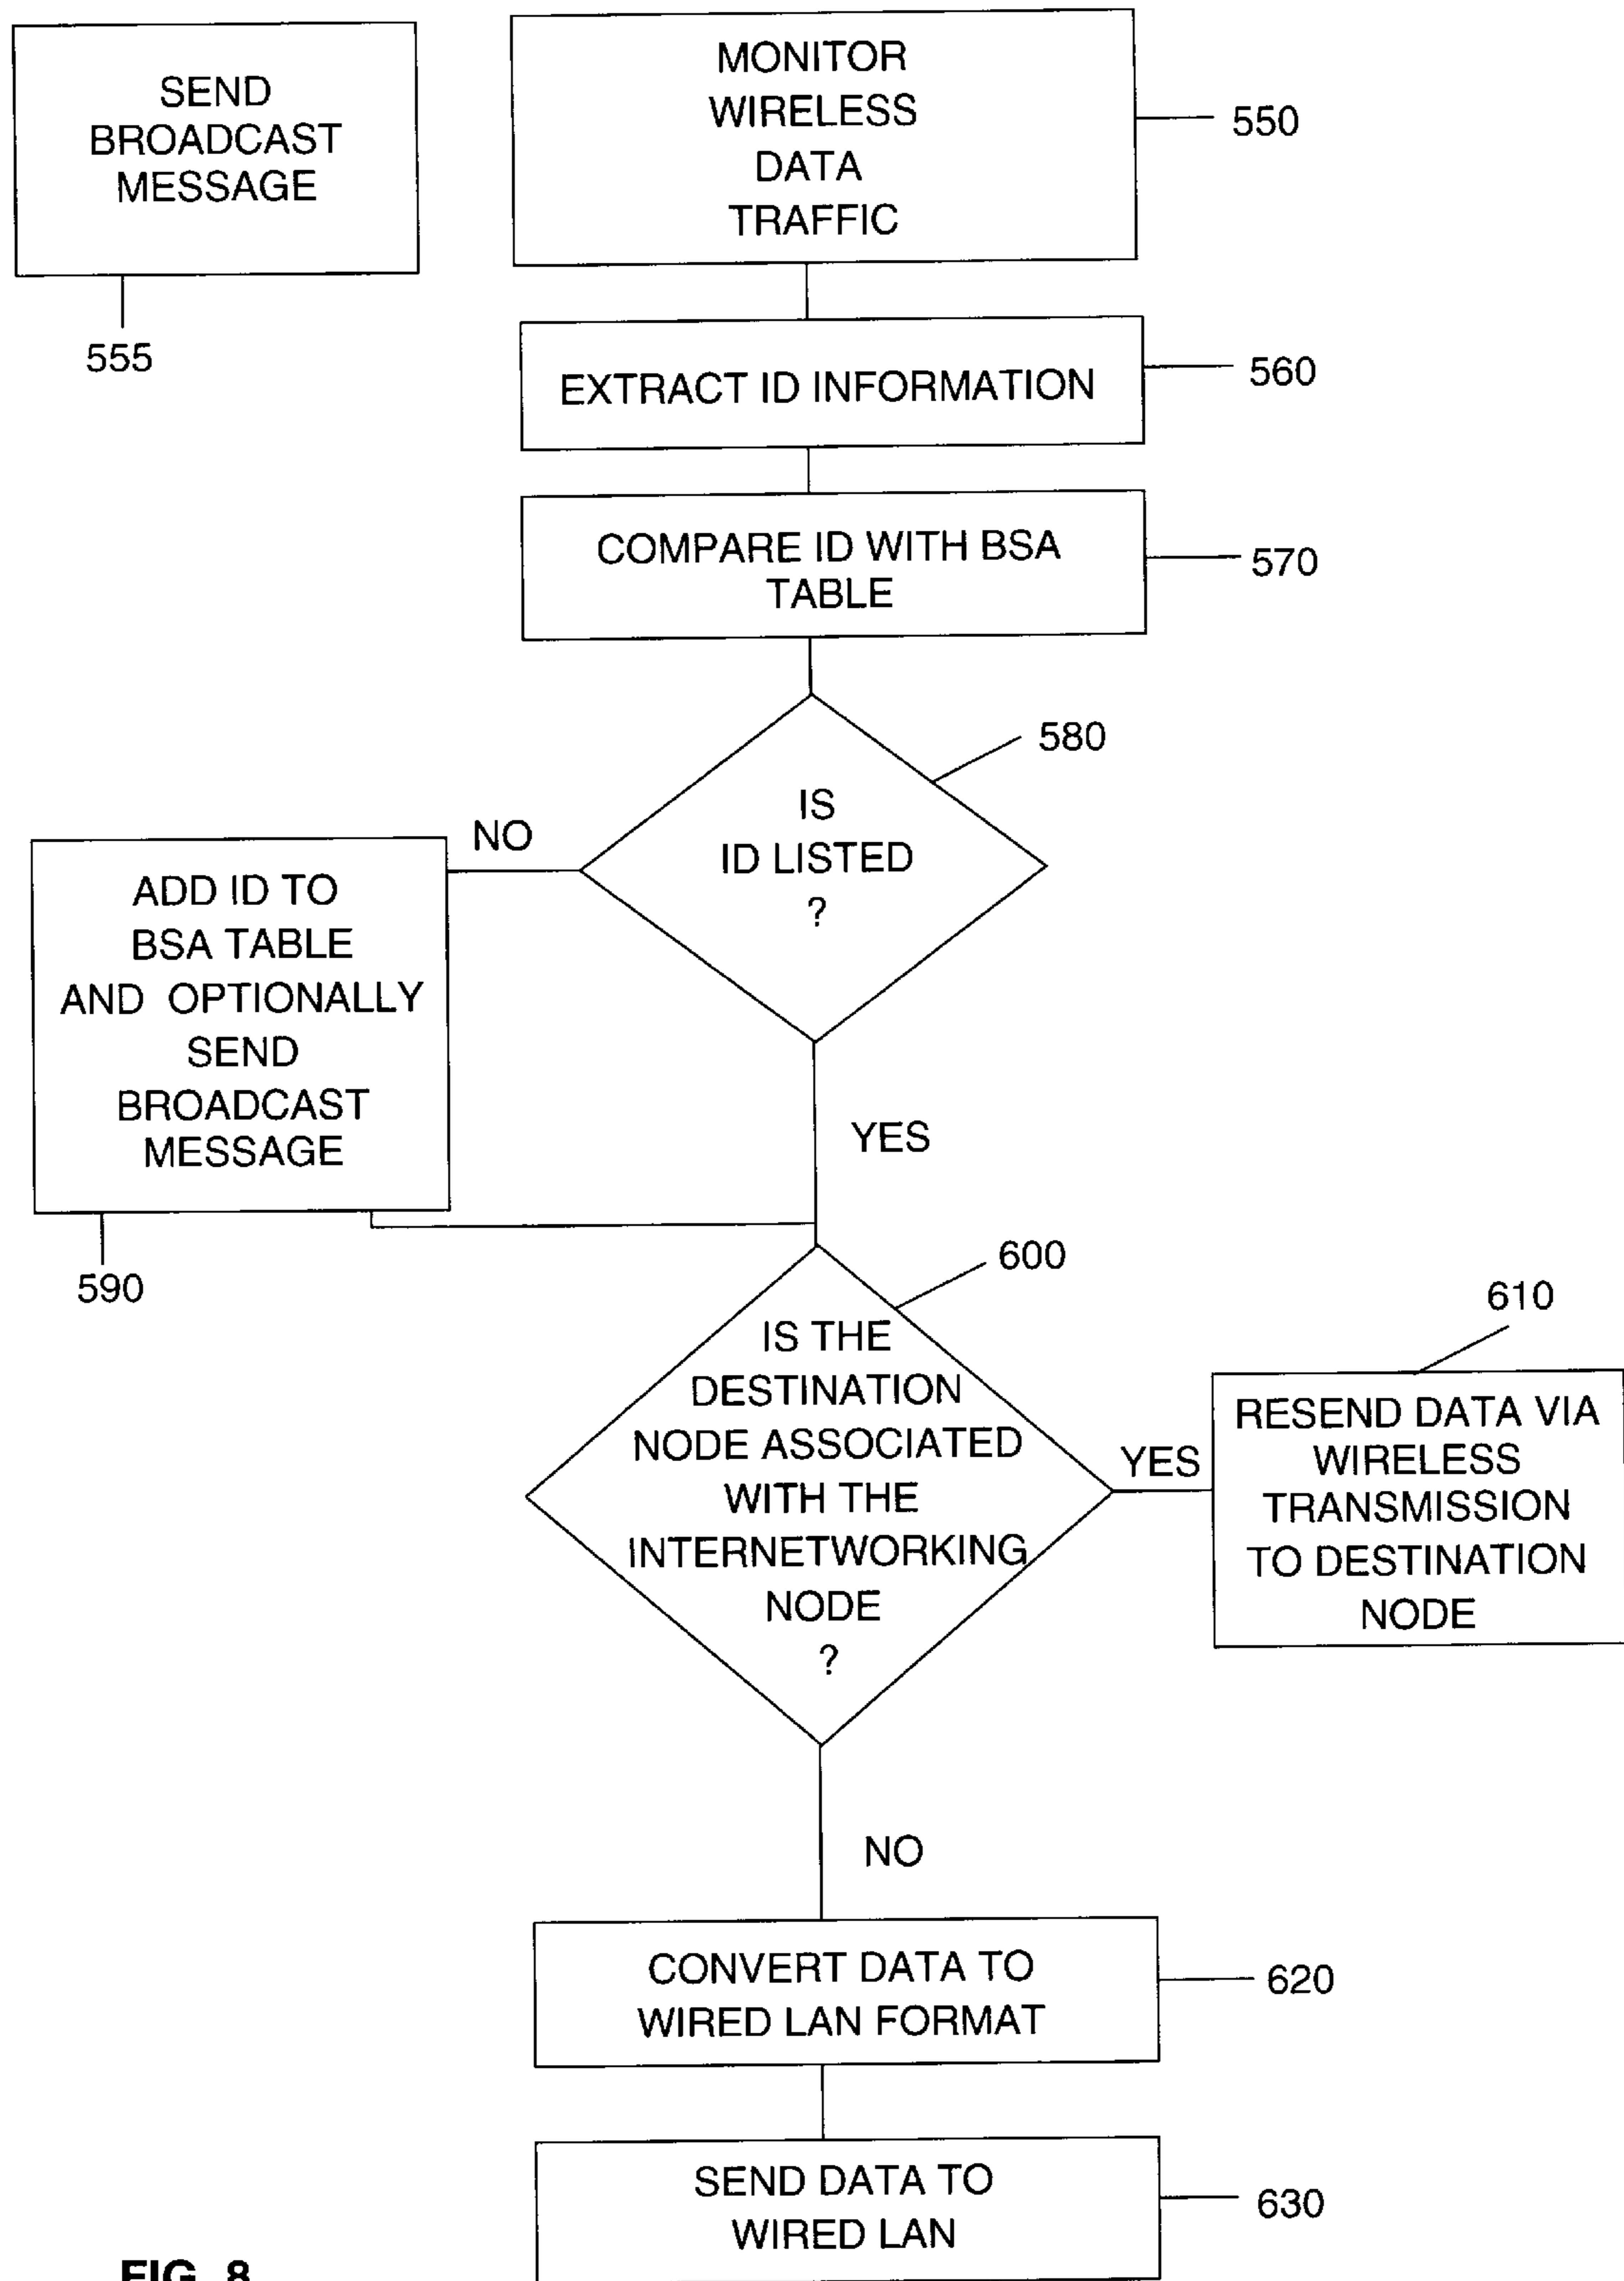 SEND
BROADCAST
MESSAGE
555
MONITOR
WIRELESS
DATA
TRAFFIC
550
EXTRACT ID INFORMATION
560
COMPARE ID WITH BSA
TABLE
570
580
IS
ID LISTED
?
NO
ADD ID TO
BSA TABLE
AND OPTIONALLY
SEND
BROADCAST
MESSAGE
590
YES
600
IS THE
DESTINATION
NODE ASSOCIATED
WITH THE
INTERNETWORKING
NODE
?
YES
610
RESEND DATA VIA
WIRELESS
TRANSMISSION
TO DESTINATION
NODE
NO
CONVERT DATA TO
WIRED LAN FORMAT
620
SEND DATA TO
WIRED LAN
630
FIG. 8